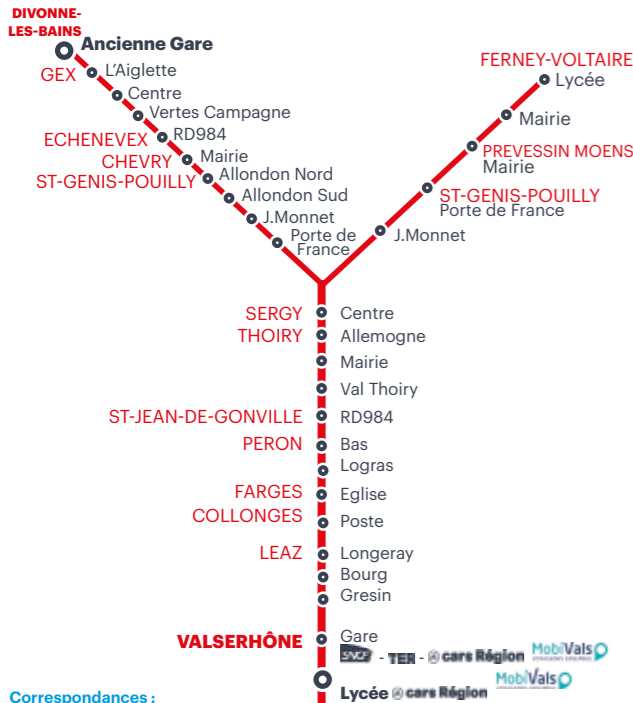 DIVONNE-
LES-BAINS
Ancienne Gare
GEX L'Aiglette
Centre
Vertes Campagne
ECHENEVEX RD984
CHEVRY Mairie
ST-GENIS-POUILLY Allondon Nord
Allondon Sud
J.Monnet
Porte de
France
FERNEY-VOLTAIRE
Lycée
Mairie
PREVESSIN MOENS
Mairie
ST-GENIS-POUILLY
Porte de France
J.Monnet
SERGY Centre
THOIRY Allemogne
Mairie
Val Thoiry
ST-JEAN-DE-GONVILLE RD984
PERON Bas
Logras
FARGES Eglise
COLLONGES Poste
LEAZ Longeray
Bourg
Gresin
VALSERHÔNE Gare
SNCF - TER - cars Région MobiVals
Lycée cars Région MobiVals
Correspondances :